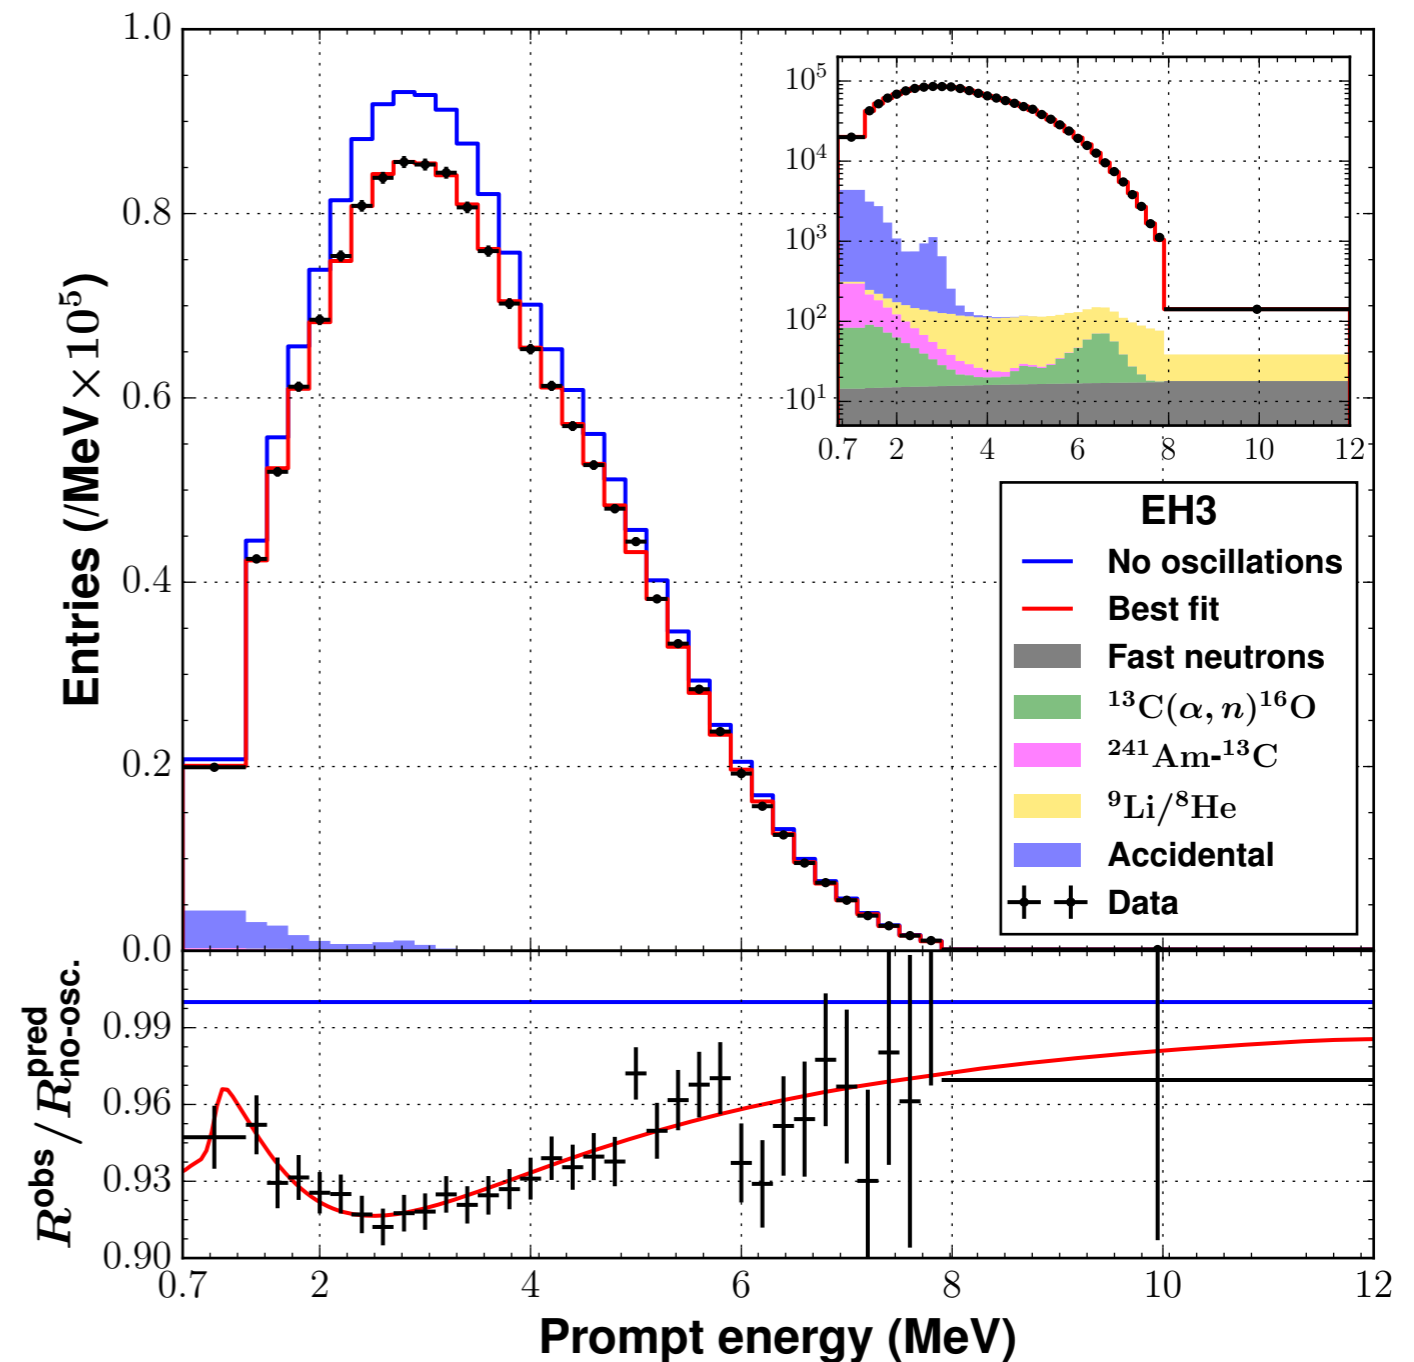 1.0
0.8
0.6
0.4
0.2
0.0
Entries (/MeV × 10⁵)
10⁵
10⁴
10³
10²
10¹
0.7 2 4 6 8 10 12
EH3
No oscillations
Best fit
Fast neutrons
¹³C(α, n)¹⁶O
²⁴¹Am-¹³C
⁹Li/⁸He
Accidental
Data
0.99
0.96
0.93
0.90
R^obs / R^pred_no-osc.
0.7 2 4 6 8 10 12
Prompt energy (MeV)